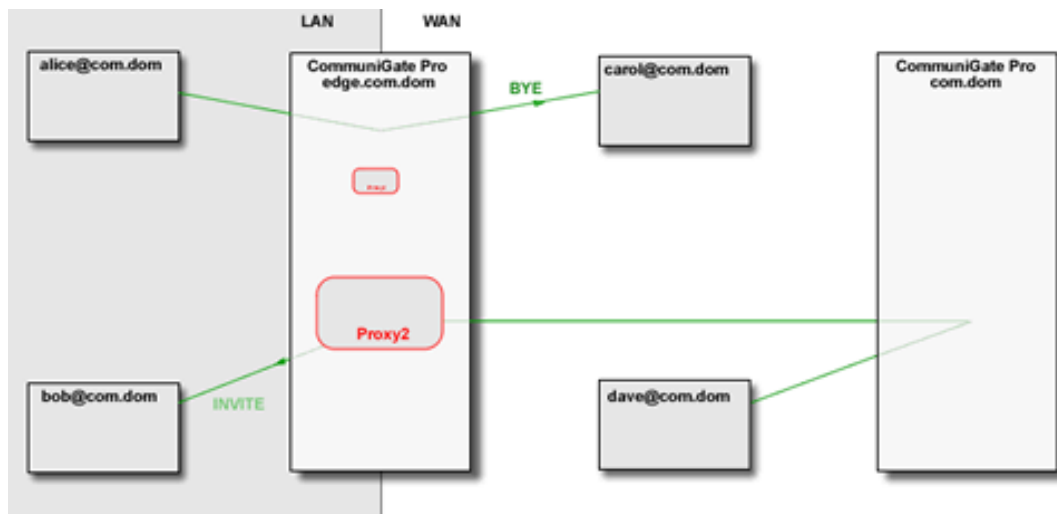 LAN
WAN
alice@com.dom
CommuniGate Pro
edge.com.dom
carol@com.dom
CommuniGate Pro
com.dom
BYE
Proxy2
bob@com.dom
INVITE
dave@com.dom